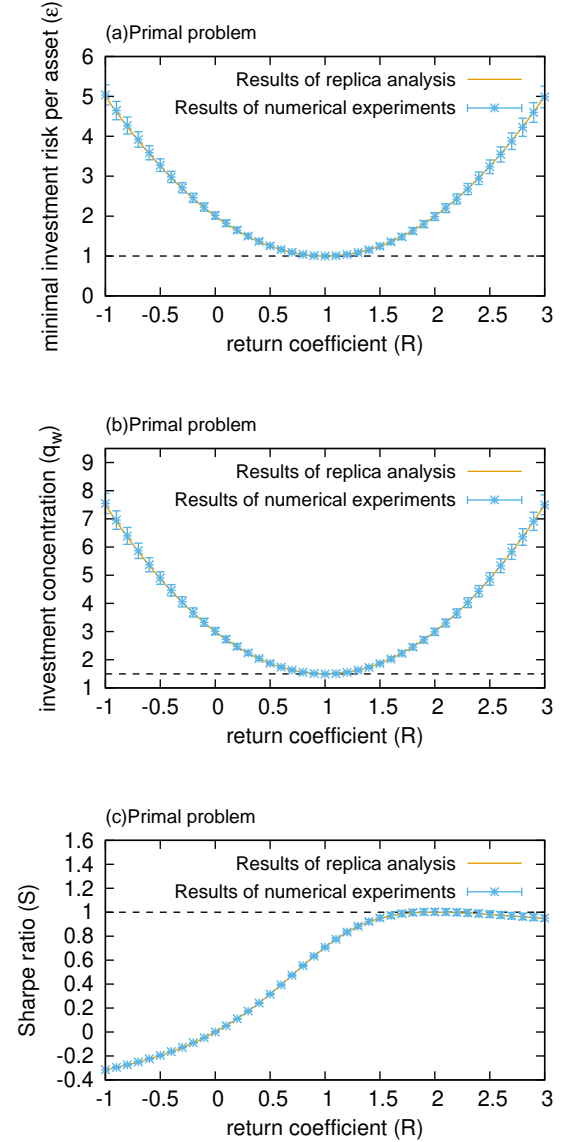 (a)Primal problem
minimal investment risk per asset (ε)
6
5
4
3
2
1
0
Results of replica analysis
Results of numerical experiments
-1 -0.5 0 0.5 1 1.5 2 2.5 3
return coefficient (R)
(b)Primal problem
investment concentration (q_w)
9
8
7
6
5
4
3
2
1
Results of replica analysis
Results of numerical experiments
-1 -0.5 0 0.5 1 1.5 2 2.5 3
return coefficient (R)
(c)Primal problem
Sharpe ratio (S)
1.6
1.4
1.2
1
0.8
0.6
0.4
0.2
0
-0.2
-0.4
Results of replica analysis
Results of numerical experiments
-1 -0.5 0 0.5 1 1.5 2 2.5 3
return coefficient (R)